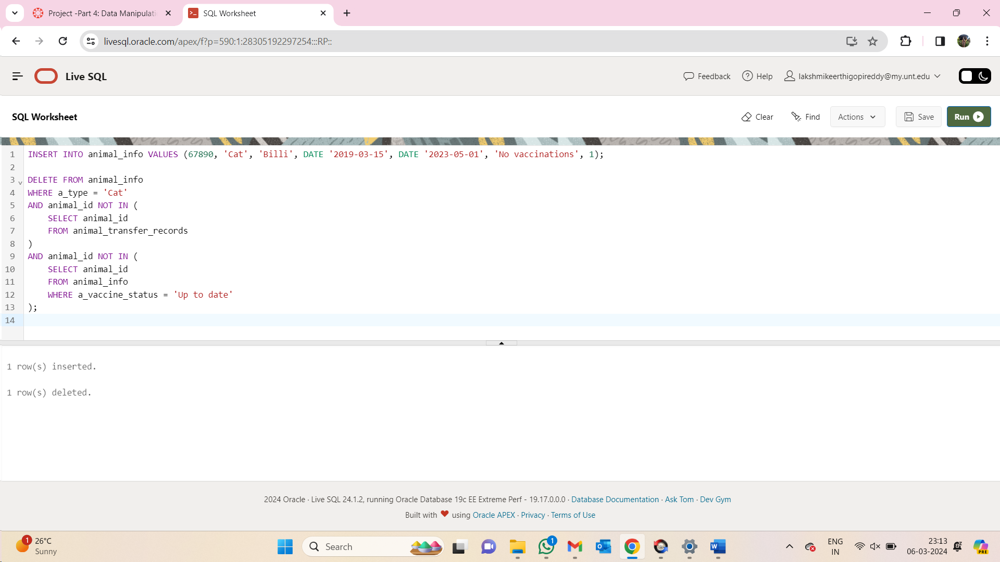 Project -Part 4: Data Manipulati
SQL Worksheet
livesql.oracle.com/apex/f?p=590:1:28305192297254:::RP::
Live SQL
Feedback
Help
lakshmikeerthigopireddy@my.unt.edu
SQL Worksheet
Clear
Find
Actions
Save
Run
1 INSERT INTO animal_info VALUES (67890, 'Cat', 'Billi', DATE '2019-03-15', DATE '2023-05-01', 'No vaccinations', 1);
2
3 DELETE FROM animal_info
4 WHERE a_type = 'Cat'
5 AND animal_id NOT IN (
6 SELECT animal_id
7 FROM animal_transfer_records
8 )
9 AND animal_id NOT IN (
10 SELECT animal_id
11 FROM animal_info
12 WHERE a_vaccine_status = 'Up to date'
13 );
14
1 row(s) inserted.
1 row(s) deleted.
2024 Oracle · Live SQL 24.1.2, running Oracle Database 19c EE Extreme Perf - 19.17.0.0.0 · Database Documentation · Ask Tom · Dev Gym
Built with ❤ using Oracle APEX · Privacy · Terms of Use
1
26°C
Sunny
Search
1
W
ENG
IN
23:13
06-03-2024
PRE